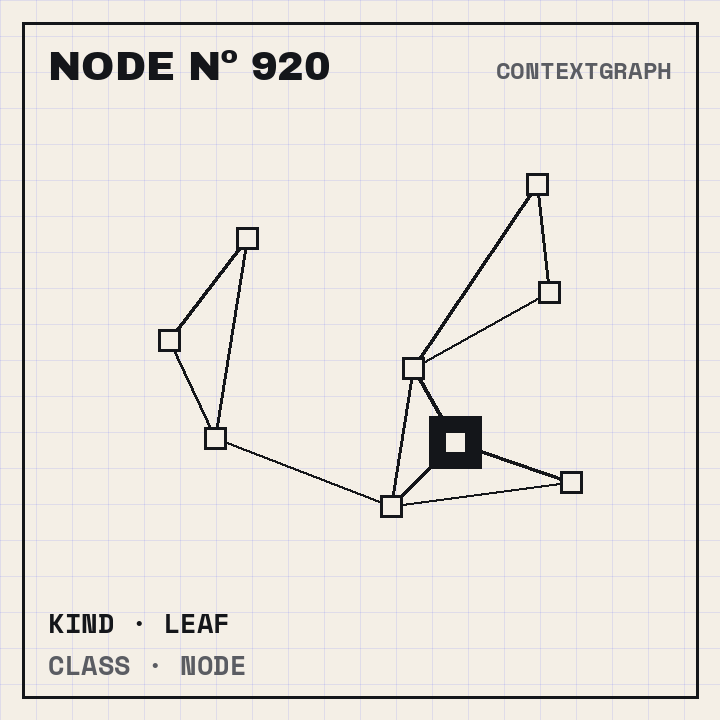 NODE Nº 920
CONTEXTGRAPH
KIND · LEAF
CLASS · NODE